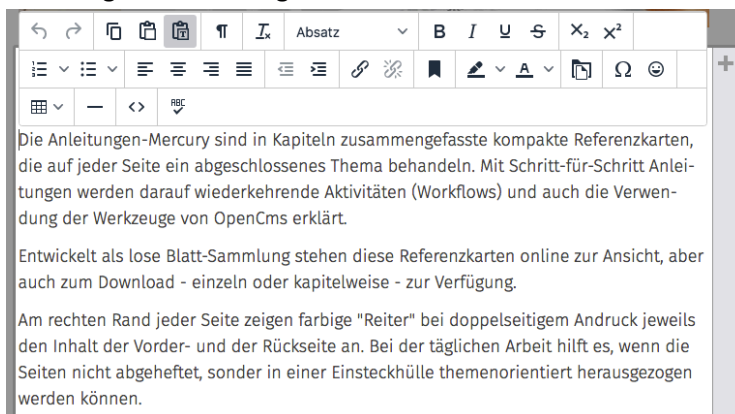 Absatz
B I U S X₂ X²
A Ω
ABC
Die Anleitungen-Mercury sind in Kapiteln zusammengefasste kompakte Referenzkarten,
die auf jeder Seite ein abgeschlossenes Thema behandeln. Mit Schritt-für-Schritt Anlei-
tungen werden darauf wiederkehrende Aktivitäten (Workflows) und auch die Verwen-
dung der Werkzeuge von OpenCms erklärt.
Entwickelt als lose Blatt-Sammlung stehen diese Referenzkarten online zur Ansicht, aber
auch zum Download - einzeln oder kapitelweise - zur Verfügung.
Am rechten Rand jeder Seite zeigen farbige "Reiter" bei doppelseitigem Andruck jeweils
den Inhalt der Vorder- und der Rückseite an. Bei der täglichen Arbeit hilft es, wenn die
Seiten nicht abgeheftet, sonder in einer Einsteckhülle themenorientiert herausgezogen
werden können.